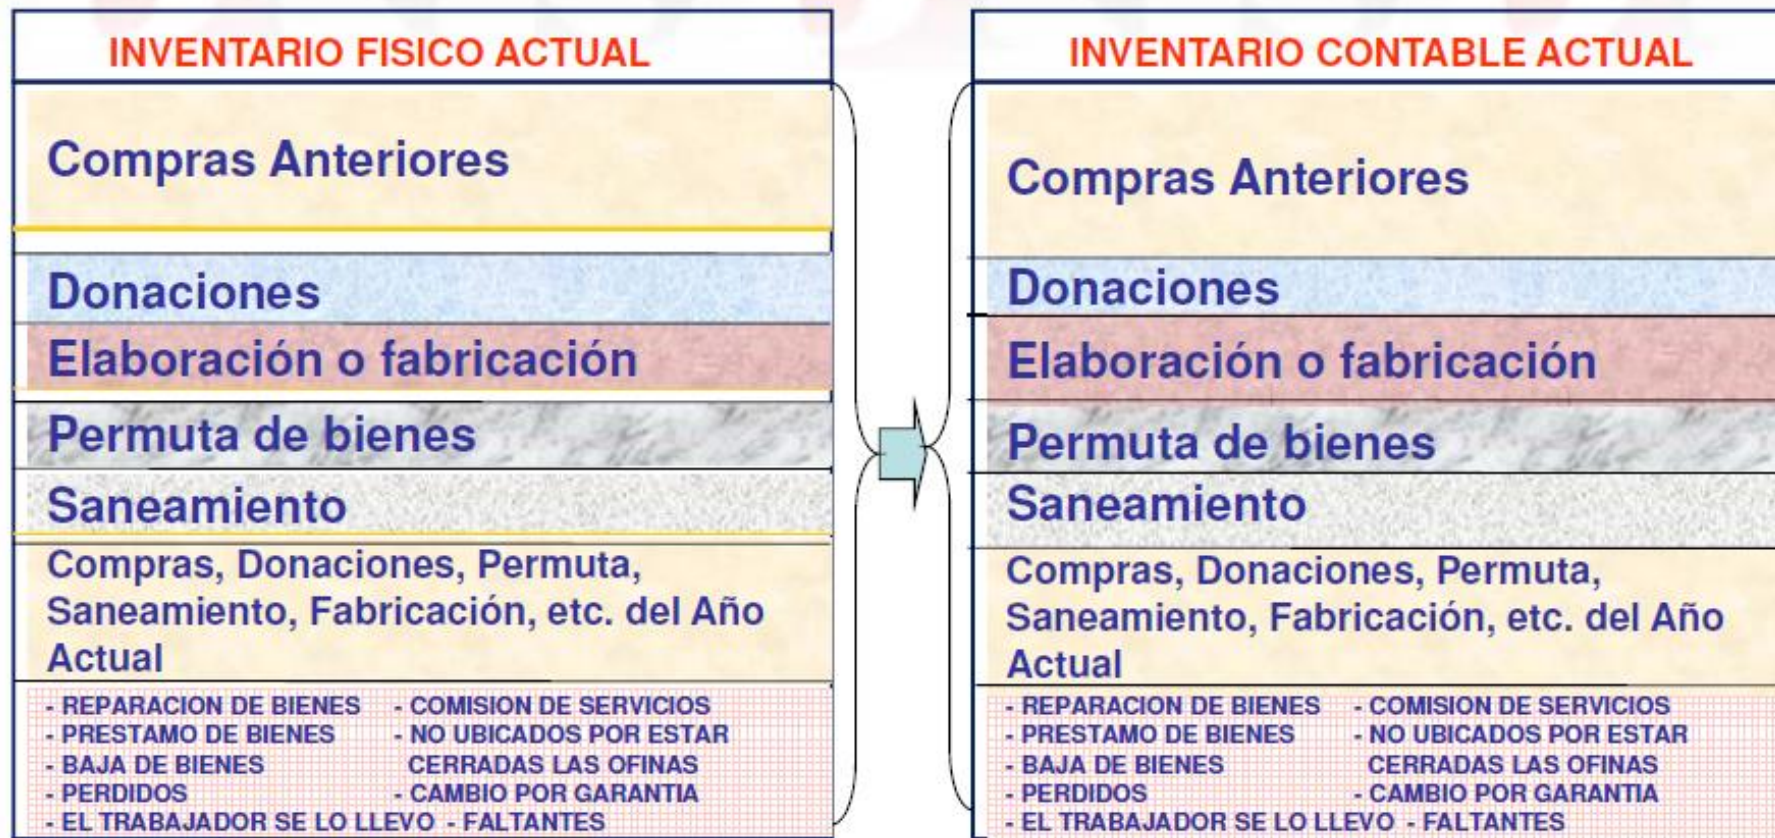 INVENTARIO FISICO ACTUAL
Compras Anteriores
Donaciones
Elaboración o fabricación
Permuta de bienes
Saneamiento
Compras, Donaciones, Permuta,
Saneamiento, Fabricación, etc. del Año
Actual
- REPARACION DE BIENES - COMISION DE SERVICIOS
- PRESTAMO DE BIENES - NO UBICADOS POR ESTAR
- BAJA DE BIENES CERRADAS LAS OFINAS
- PERDIDOS - CAMBIO POR GARANTIA
- EL TRABAJADOR SE LO LLEVO - FALTANTES
INVENTARIO CONTABLE ACTUAL
Compras Anteriores
Donaciones
Elaboración o fabricación
Permuta de bienes
Saneamiento
Compras, Donaciones, Permuta,
Saneamiento, Fabricación, etc. del Año
Actual
- REPARACION DE BIENES - COMISION DE SERVICIOS
- PRESTAMO DE BIENES - NO UBICADOS POR ESTAR
- BAJA DE BIENES CERRADAS LAS OFINAS
- PERDIDOS - CAMBIO POR GARANTIA
- EL TRABAJADOR SE LO LLEVO - FALTANTES